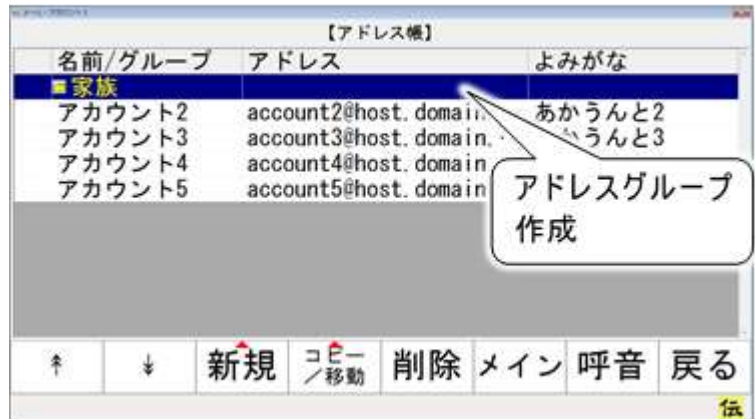 【アドレス帳】
名前/グループ アドレス よみがな
家族
アカウント2 account2@host.domain. あかうんと2
アカウント3 account3@host.domain. うんと3
アカウント4 account4@host.domain
アカウント5 account5@host.domain
アドレスグループ
作成
新規 コピー/移動 削除 メイン 呼音 戻る
伝